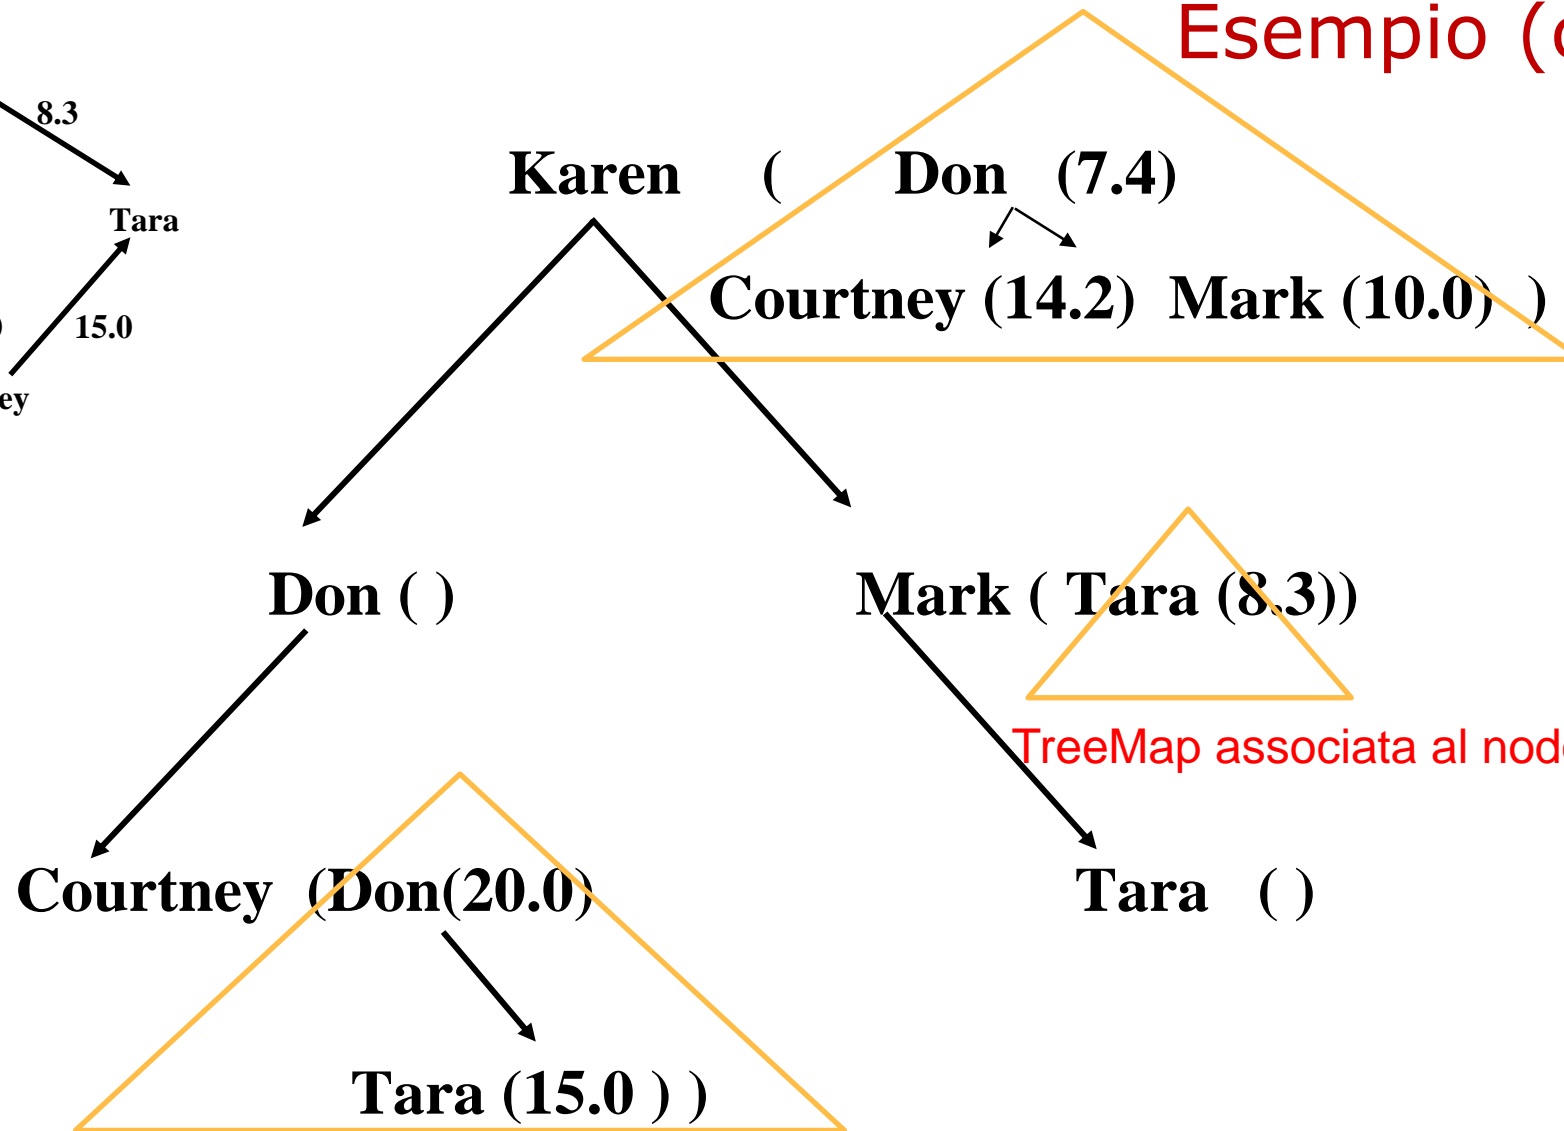 Esempio (
8.3
Karen ( Don (7.4)
Tara
Courtney (14.2) Mark (10.0) )
) 15.0
ey
Don ( ) Mark ( Tara (8.3))
TreeMap associata al
Courtney (Don(20.0)
Tara ( )
Tara (15.0 ) )